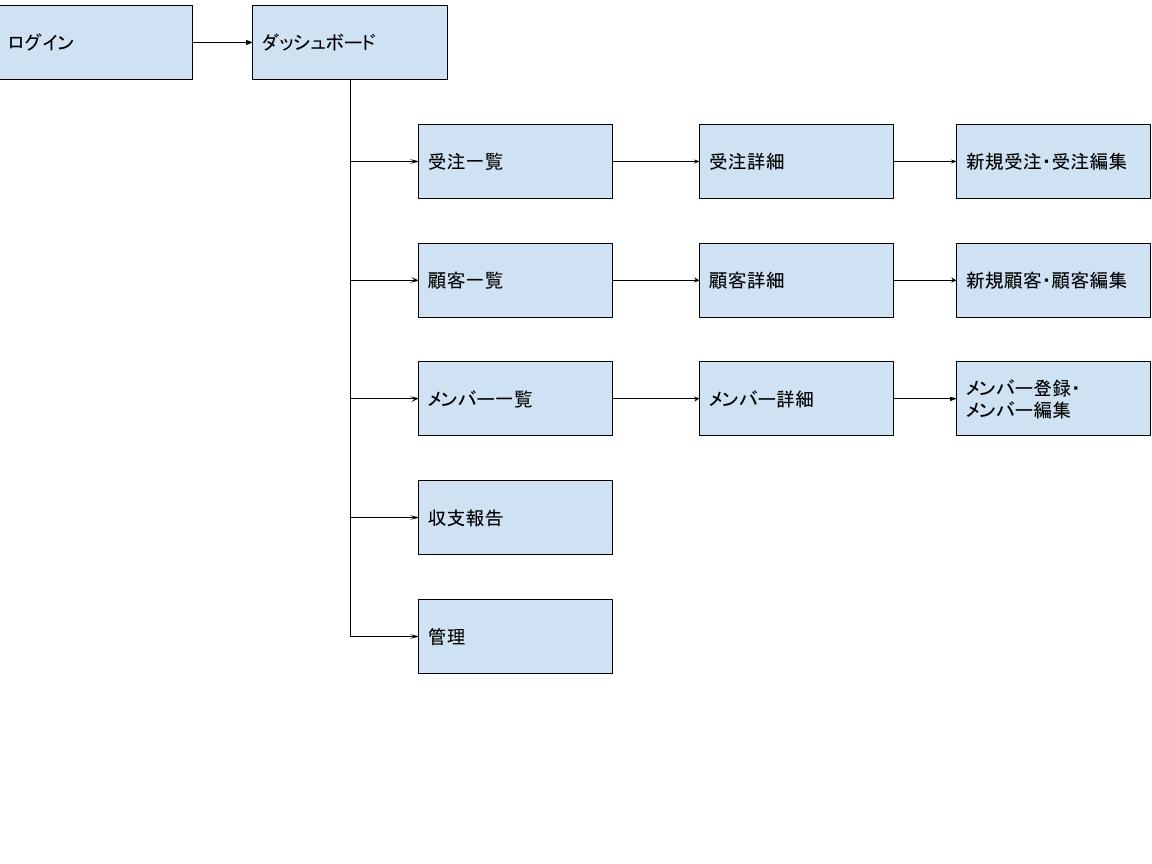 ログイン
ダッシュボード
受注一覧
受注詳細
新規受注・受注編集
顧客一覧
顧客詳細
新規顧客・顧客編集
メンバー一覧
メンバー詳細
メンバー登録・
メンバー編集
収支報告
管理